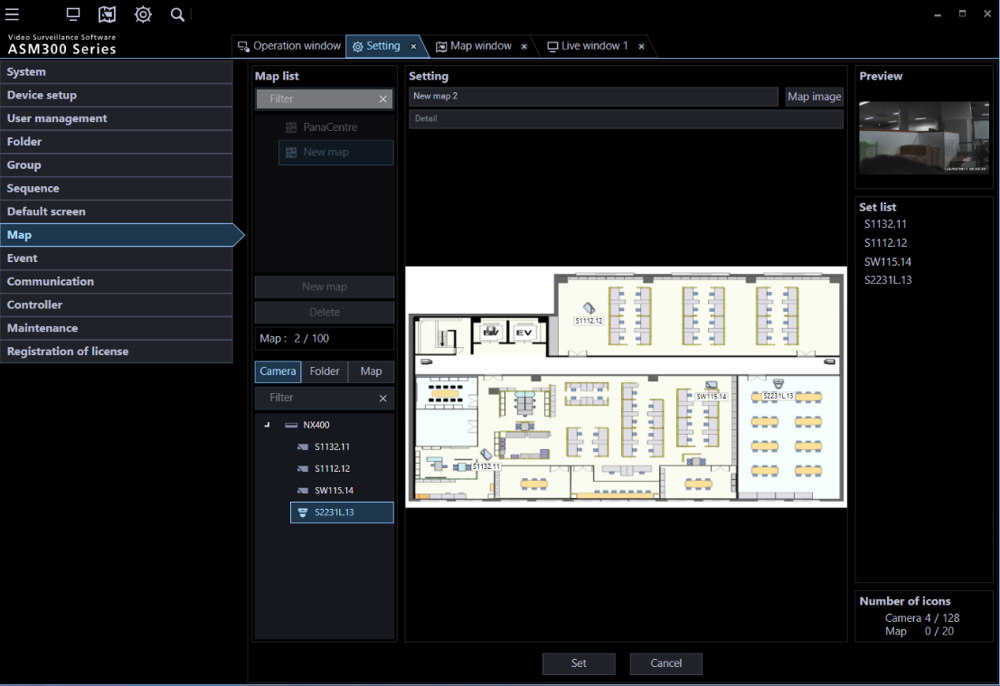 Video Surveillance Software
ASM300 Series
Operation window
Setting
Map window
Live window 1
System
Device setup
User management
Folder
Group
Sequence
Default screen
Map
Event
Communication
Controller
Maintenance
Registration of license
Map list
Filter
PanaCentre
New map
New map
Delete
Map : 2 / 100
Camera Folder Map
Filter
NX400
S1132.11
S1112.12
SW115.14
S2231L.13
Setting
New map 2
Map image
Detail
S1112.12
EV
SW115.14
S2231L.13
S1132.11
Set Cancel
Preview
Set list
S1132.11
S1112.12
SW115.14
S2231L.13
Number of icons
Camera 4 / 128
Map 0 / 20